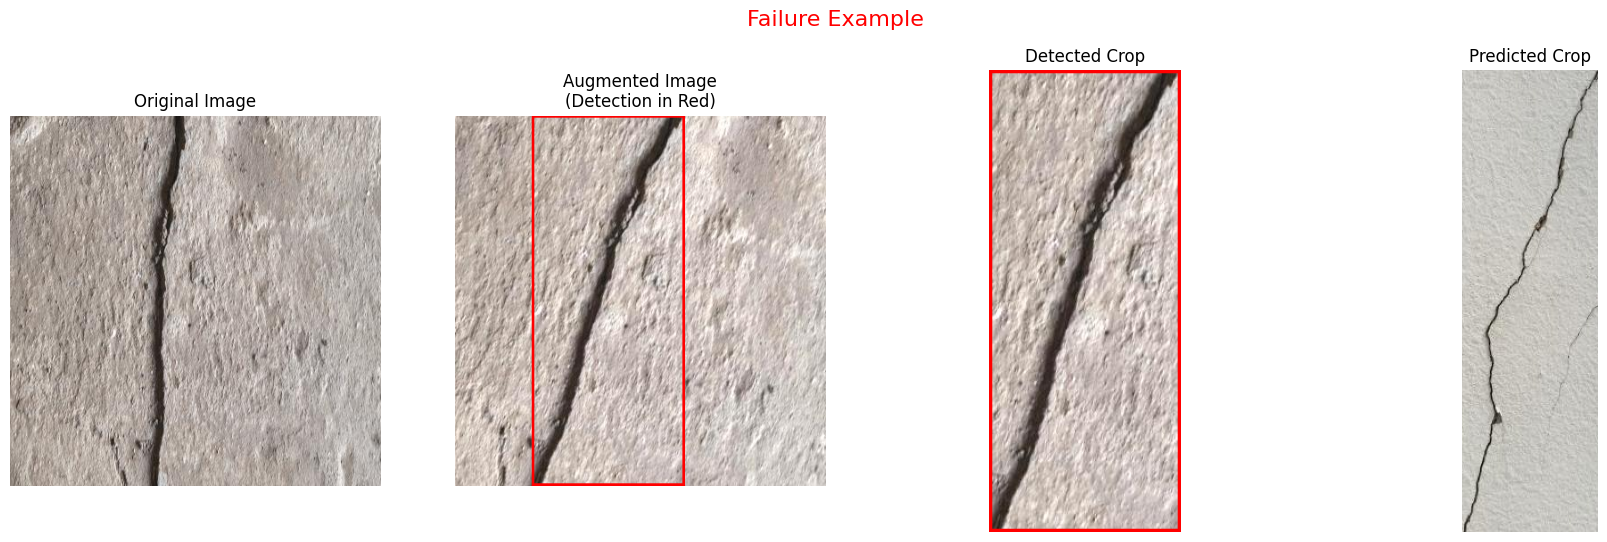 Failure Example
Original Image
Augmented Image
(Detection in Red)
Detected Crop
Predicted Crop